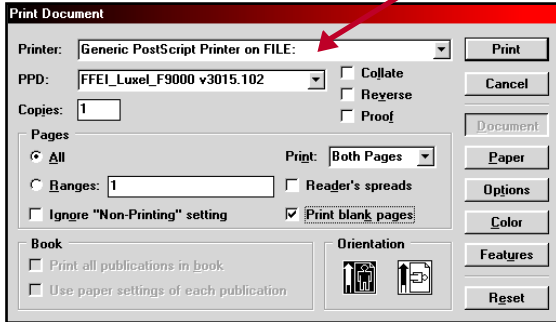 Print Document
Printer: Generic PostScript Printer on FILE: Print
PPD: FFEI_Luxel_F9000 v3015.102 Collate Cancel
Reverse
Copies: 1 Proof Document
Pages
All Print: Both Pages Paper
Ranges: 1 Reader's spreads Options
Ignore "Non-Printing" setting Print blank pages Color
Book Orientation Features
Print all publications in book
Use paper settings of each publication Reset